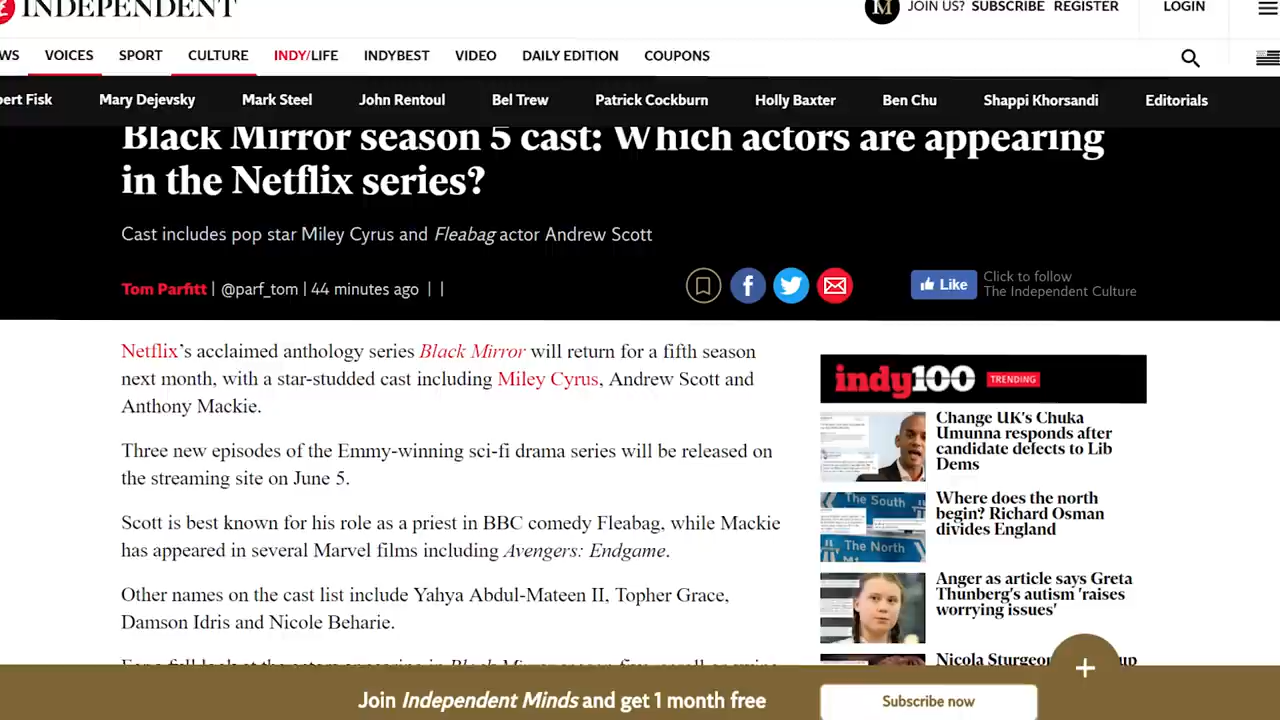 INDEPENDENT
JOIN US? SUBSCRIBE REGISTER
LOGIN
WS VOICES SPORT CULTURE INDY/LIFE INDYBEST VIDEO DAILY EDITION COUPONS
bert Fisk Mary Dejevsky Mark Steel John Rentoul Bel Trew Patrick Cockburn Holly Baxter Ben Chu Shappi Khorsandi Editorials
Black Mirror season 5 cast: Which actors are appearing
in the Netflix series?
Cast includes pop star Miley Cyrus and Fleabag actor Andrew Scott
Tom Parfitt | @parf_tom | 44 minutes ago | |
Like
Click to follow
The Independent Culture
Netflix's acclaimed anthology series Black Mirror will return for a fifth season
next month, with a star-studded cast including Miley Cyrus, Andrew Scott and
Anthony Mackie.
Three new episodes of the Emmy-winning sci-fi drama series will be released on
the streaming site on June 5.
Scott is best known for his role as a priest in BBC comedy Fleabag, while Mackie
has appeared in several Marvel films including Avengers: Endgame.
Other names on the cast list include Yahya Abdul-Mateen II, Topher Grace,
Damson Idris and Nicole Beharie.
indy100 TRENDING
Change UK's Chuka
Umunna responds after
candidate defects to Lib
Dems
The South
The North
Where does the north
begin? Richard Osman
divides England
Anger as article says Greta
Thunberg's autism 'raises
worrying issues'
Nicola Sturgeon up
Join Independent Minds and get 1 month free
Subscribe now
+